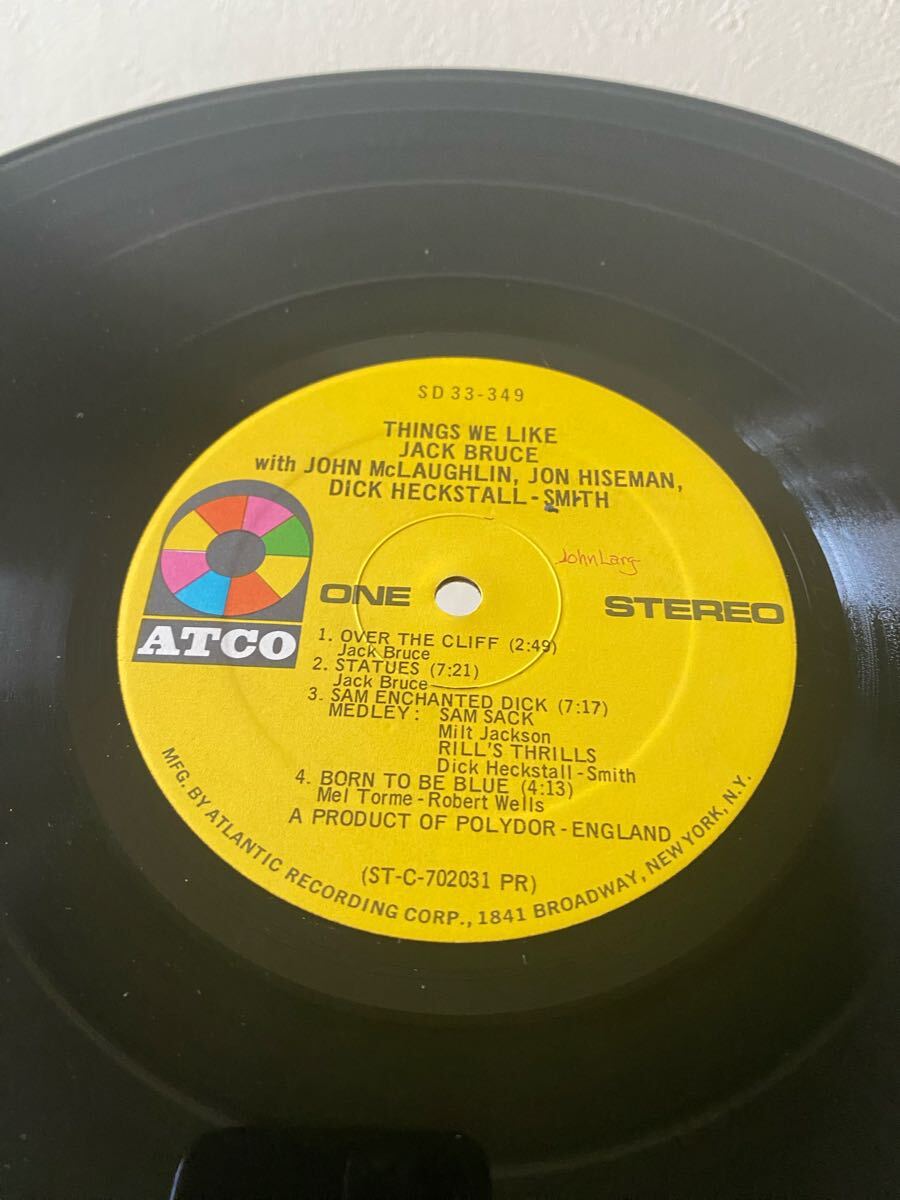 SD 33-349
THINGS WE LIKE
JACK BRUCE
with JOHN McLAUGHLIN, JON HISEMAN,
DICK HECKSTALL-SMITH
John Larg
ATCO
ONE
STEREO
1. OVER THE CLIFF (2:49)
Jack Bruce
2. STATUES (7:21)
Jack Bruce
3. SAM ENCHANTED DICK (7:17)
MEDLEY: SAM SACK
Milt Jackson
RILL'S THRILLS
Dick Heckstall-Smith
4. BORN TO BE BLUE (4:13)
Mel Torme-Robert Wells
A PRODUCT OF POLYDOR-ENGLAND
(ST-C-702031 PR)
MFG. BY ATLANTIC RECORDING CORP., 1841 BROADWAY, NEW YORK, N.Y.